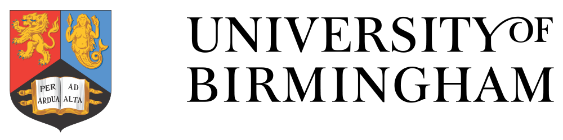 PER AD
ARDUA ALTA
UNIVERSITY OF
BIRMINGHAM